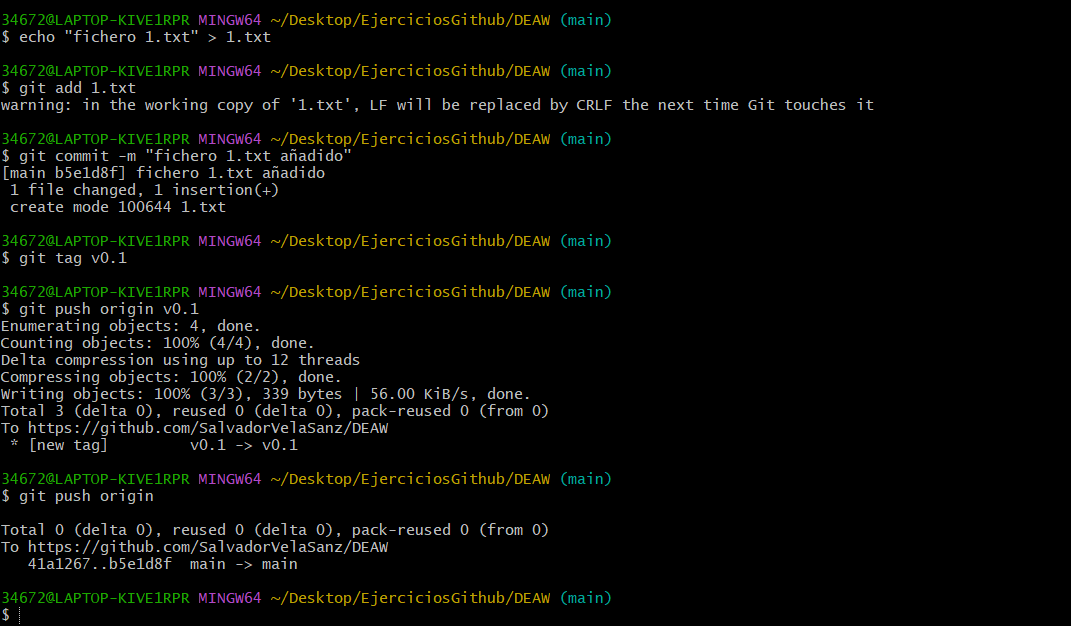 34672@LAPTOP-KIVE1RPR MINGW64 ~/Desktop/EjerciciosGithub/DEAW (main)
$ echo "fichero 1.txt" > 1.txt
34672@LAPTOP-KIVE1RPR MINGW64 ~/Desktop/EjerciciosGithub/DEAW (main)
$ git add 1.txt
warning: in the working copy of '1.txt', LF will be replaced by CRLF the next time Git touches it
34672@LAPTOP-KIVE1RPR MINGW64 ~/Desktop/EjerciciosGithub/DEAW (main)
$ git commit -m "fichero 1.txt añadido"
[main b5e1d8f] fichero 1.txt añadido
 1 file changed, 1 insertion(+)
 create mode 100644 1.txt
34672@LAPTOP-KIVE1RPR MINGW64 ~/Desktop/EjerciciosGithub/DEAW (main)
$ git tag v0.1
34672@LAPTOP-KIVE1RPR MINGW64 ~/Desktop/EjerciciosGithub/DEAW (main)
$ git push origin v0.1
Enumerating objects: 4, done.
Counting objects: 100% (4/4), done.
Delta compression using up to 12 threads
Compressing objects: 100% (2/2), done.
Writing objects: 100% (3/3), 339 bytes | 56.00 KiB/s, done.
Total 3 (delta 0), reused 0 (delta 0), pack-reused 0 (from 0)
To https://github.com/SalvadorVelaSanz/DEAW
 * [new tag]         v0.1 -> v0.1
34672@LAPTOP-KIVE1RPR MINGW64 ~/Desktop/EjerciciosGithub/DEAW (main)
$ git push origin
Total 0 (delta 0), reused 0 (delta 0), pack-reused 0 (from 0)
To https://github.com/SalvadorVelaSanz/DEAW
   41a1267..b5e1d8f  main -> main
34672@LAPTOP-KIVE1RPR MINGW64 ~/Desktop/EjerciciosGithub/DEAW (main)
$